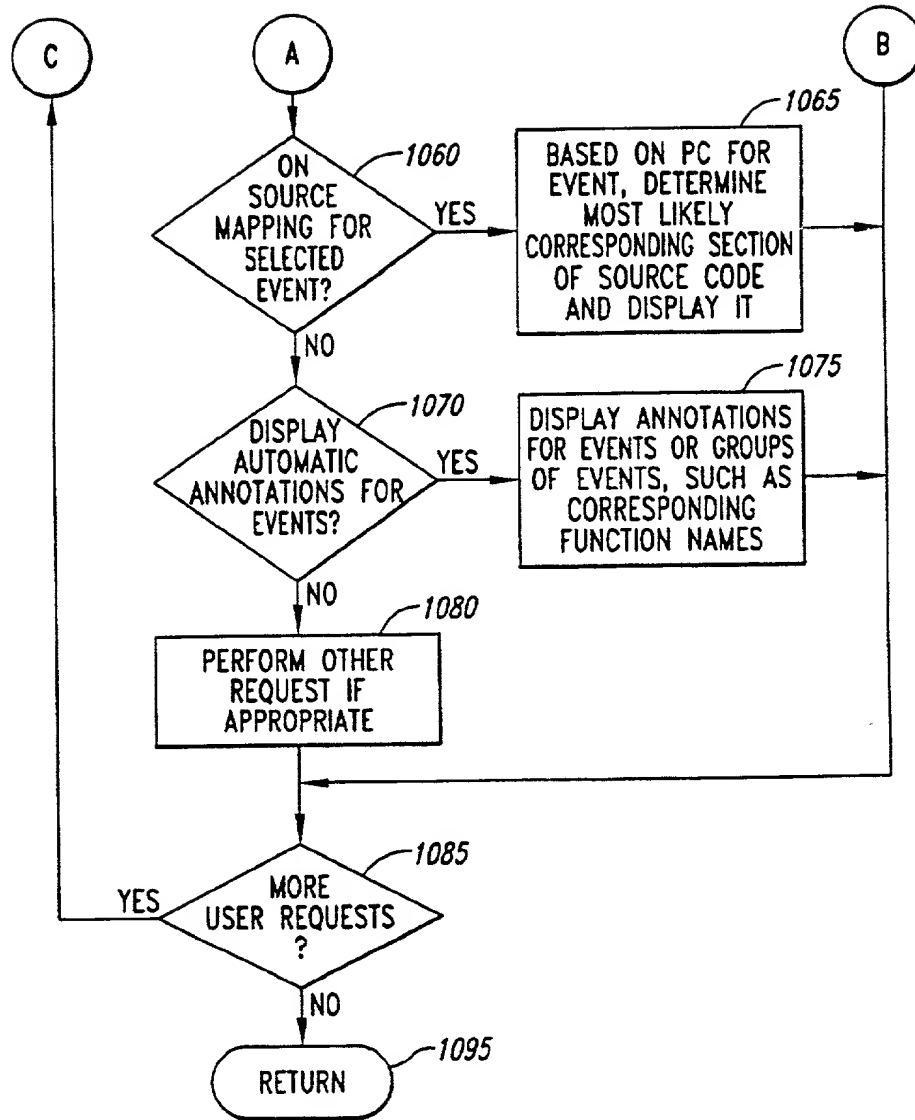 C
A
B
1060
ON
SOURCE
MAPPING FOR
SELECTED
EVENT?
YES
1065
BASED ON PC FOR
EVENT, DETERMINE
MOST LIKELY
CORRESPONDING SECTION
OF SOURCE CODE
AND DISPLAY IT
NO
1070
DISPLAY
AUTOMATIC
ANNOTATIONS FOR
EVENTS?
YES
1075
DISPLAY ANNOTATIONS
FOR EVENTS OR GROUPS
OF EVENTS, SUCH AS
CORRESPONDING
FUNCTION NAMES
NO
1080
PERFORM OTHER
REQUEST IF
APPROPRIATE
1085
YES
MORE
USER REQUESTS
?
NO
RETURN
1095